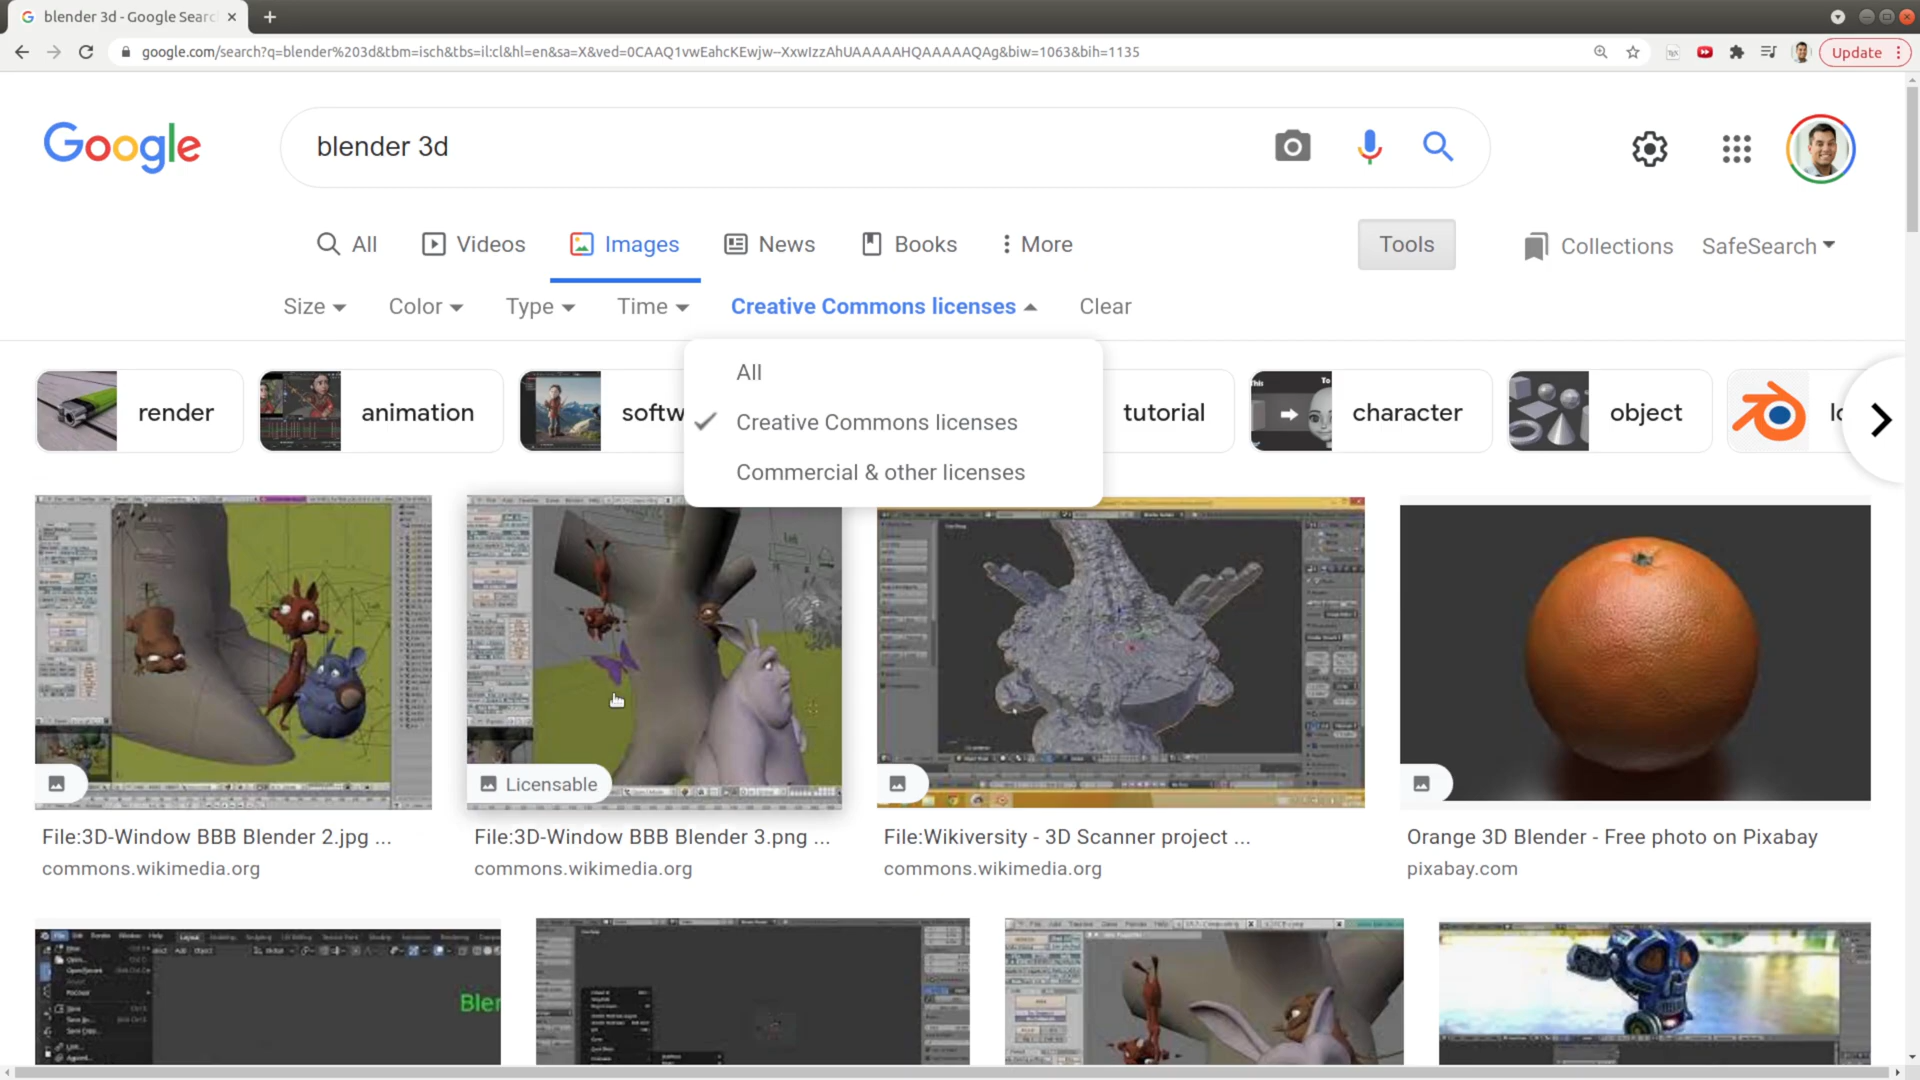 blender 3d - Google Searc
google.com/search?q=blender%203d&tbm=isch&tbs=il:cl&hl=en&sa=X&ved=0CAAQ1vwEahcKEwjw--XxwIzzAhUAAAAAHQAAAAAQAg&biw=1063&bih=1135
Update
Google
blender 3d
All
Videos
Images
News
Books
More
Tools
Collections
SafeSearch
Size
Color
Type
Time
Creative Commons licenses
Clear
All
Creative Commons licenses
Commercial & other licenses
render
animation
softw
tutorial
This
To
character
object
lo
Licensable
File:3D-Window BBB Blender 2.jpg ...
commons.wikimedia.org
File:3D-Window BBB Blender 3.png ...
commons.wikimedia.org
File:Wikiversity - 3D Scanner project ...
commons.wikimedia.org
Orange 3D Blender - Free photo on Pixabay
pixabay.com
Blen